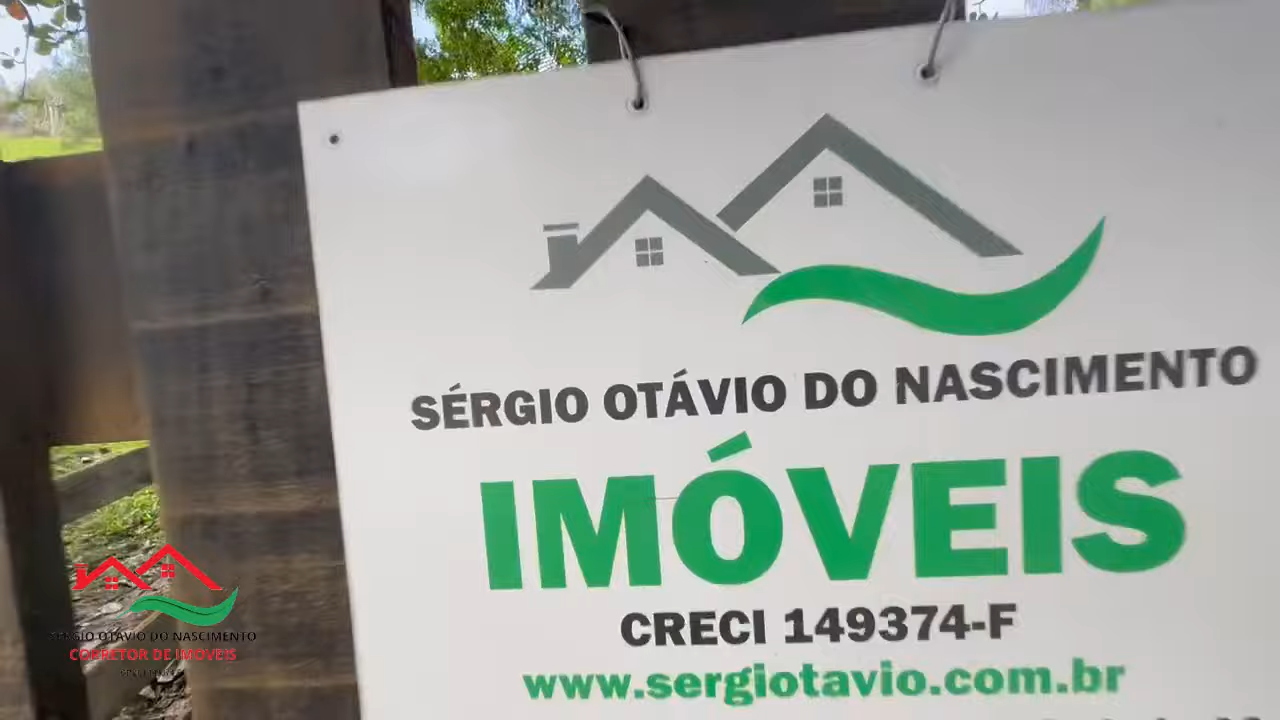 SÉRGIO OTÁVIO DO NASCIMENTO
IMÓVEIS
CRECI 149374-F
www.sergiotavio.com.br
SÉRGIO OTÁVIO DO NASCIMENTO
CORRETOR DE IMÓVEIS